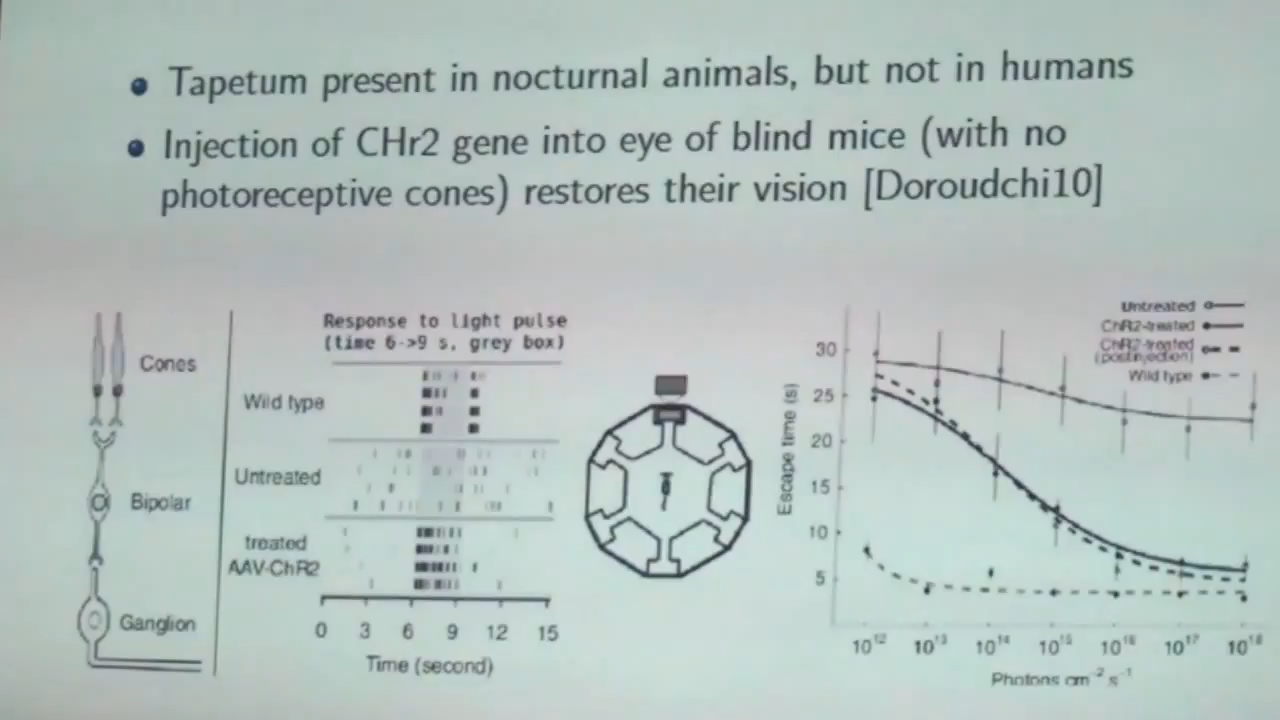 Tapetum present in nocturnal animals, but not in humans
Injection of CHr2 gene into eye of blind mice (with no
photoreceptive cones) restores their vision [Doroudchi10]
Cones
Bipolar
Ganglion
Response to light pulse
(time 6->9 s, grey box)
Wild type
Untreated
treated
AAV-ChR2
0 3 6 9 12 15
Time (second)
Untreated
ChR2-treated
ChR2-treated
(postinjection)
Wild type
Escape time (s)
30
25
20
15
10
5
10¹² 10¹³ 10¹⁴ 10¹⁵ 10¹⁶ 10¹⁷ 10¹⁸
Photons cm⁻² s⁻¹